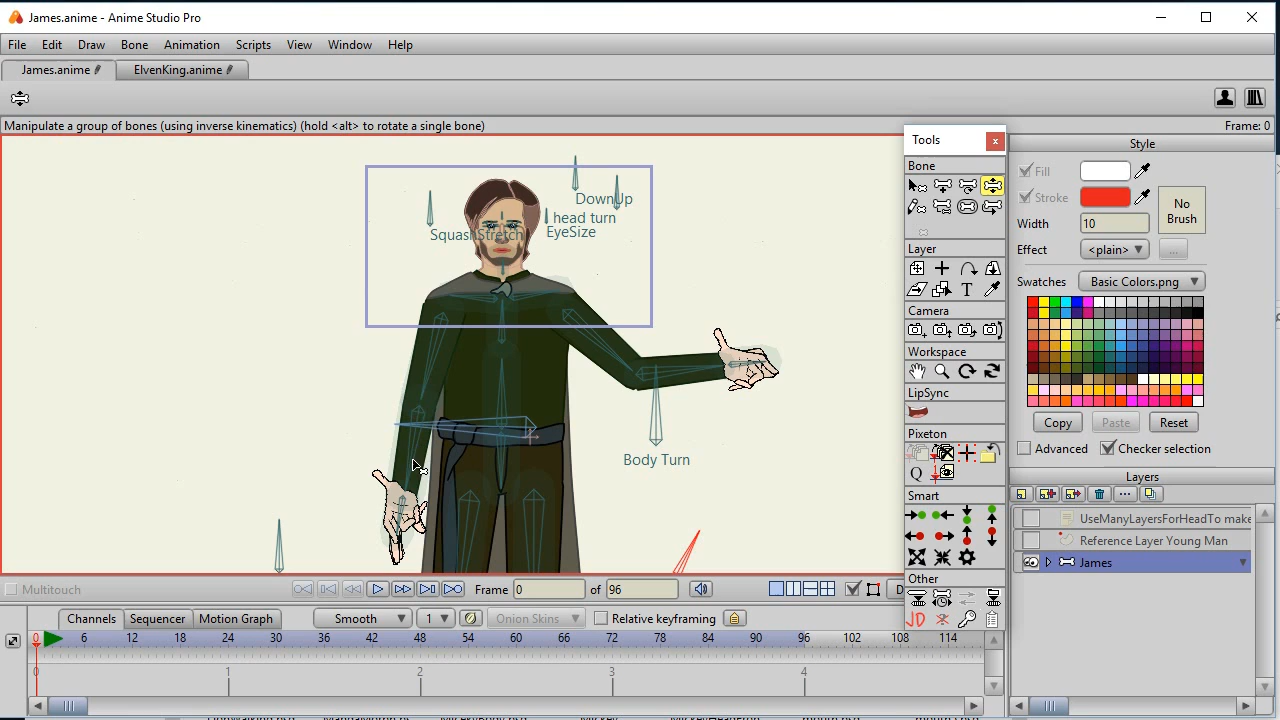 James.anime - Anime Studio Pro
File Edit Draw Bone Animation Scripts View Window Help
James.anime ElvenKing.anime
Manipulate a group of bones (using inverse kinematics) (hold <alt> to rotate a single bone) Frame: 0
Tools
Style
Bone
Fill
Stroke
No
Brush
Width 10
Effect <plain> ...
Layer
T
Swatches Basic Colors.png
Camera
Workspace
LipSync
Pixeton
Q
Copy Paste Reset
Advanced Checker selection
Smart
Layers
UseManyLayersForHeadTo make
Reference Layer Young Man
James
Other
JD
DownUp
head turn
SquashStretch EyeSize
Body Turn
Multitouch Frame 0 of 96 D
Channels Sequencer Motion Graph Smooth 1 Onion Skins Relative keyframing
0 6 12 18 24 30 36 42 48 54 60 66 72 78 84 90 96 102 108 114
0 1 2 3 4